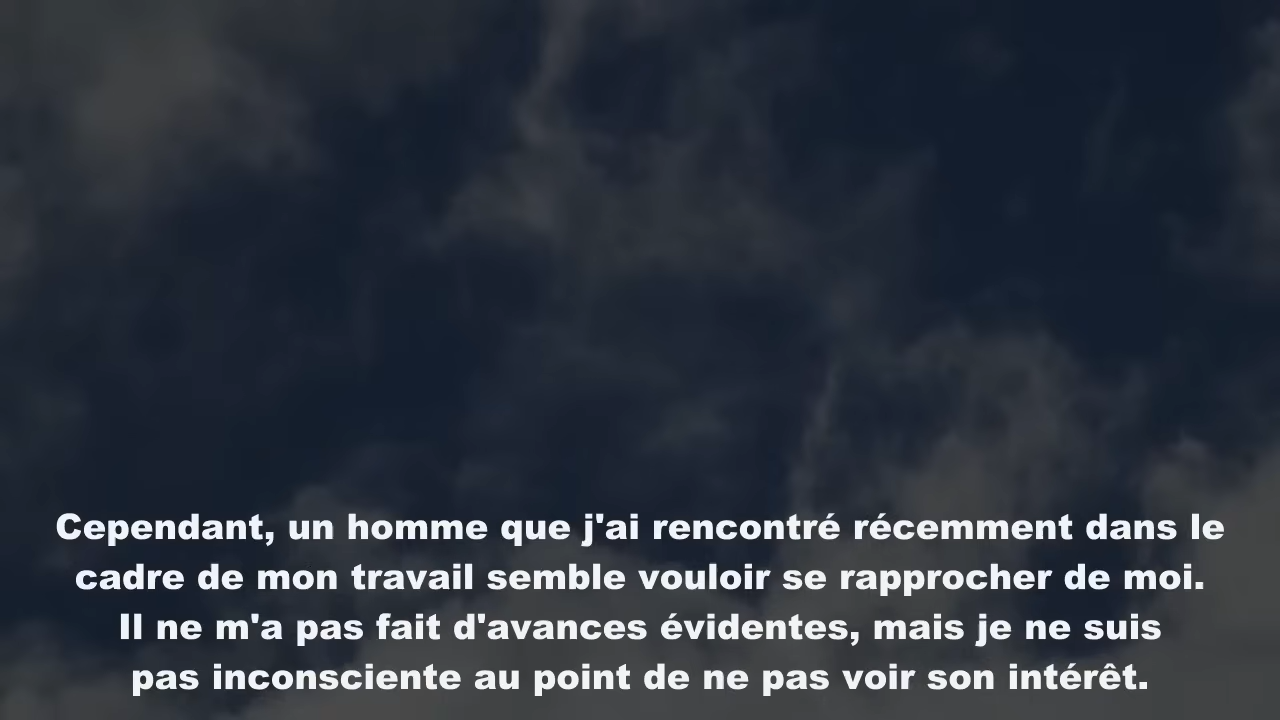 Cependant, un homme que j'ai rencontré récemment dans le
cadre de mon travail semble vouloir se rapprocher de moi.
Il ne m'a pas fait d'avances évidentes, mais je ne suis
pas inconsciente au point de ne pas voir son intérêt.